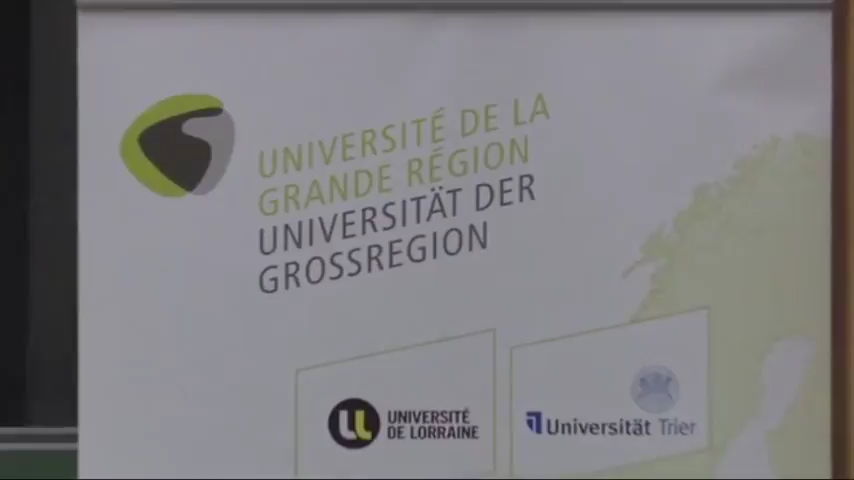 UNIVERSITÉ DE LA
GRANDE RÉGION
UNIVERSITÄT DER
GROSSREGION
UNIVERSITÉ
DE LORRAINE
Universität Trier